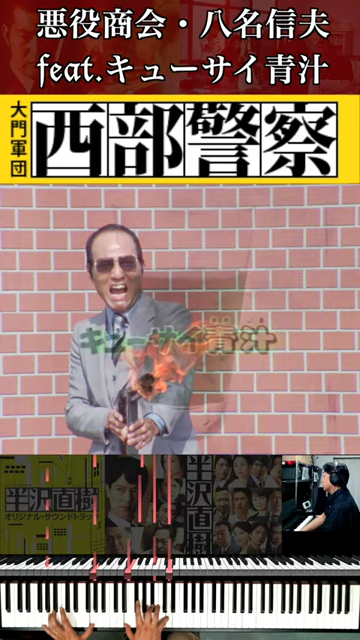 悪役商会・八名信夫
feat.キューサイ青汁
大門軍団
西部警察
キューサイ青汁
半沢直樹
オリジナル・サウンドトラック
半沢直樹